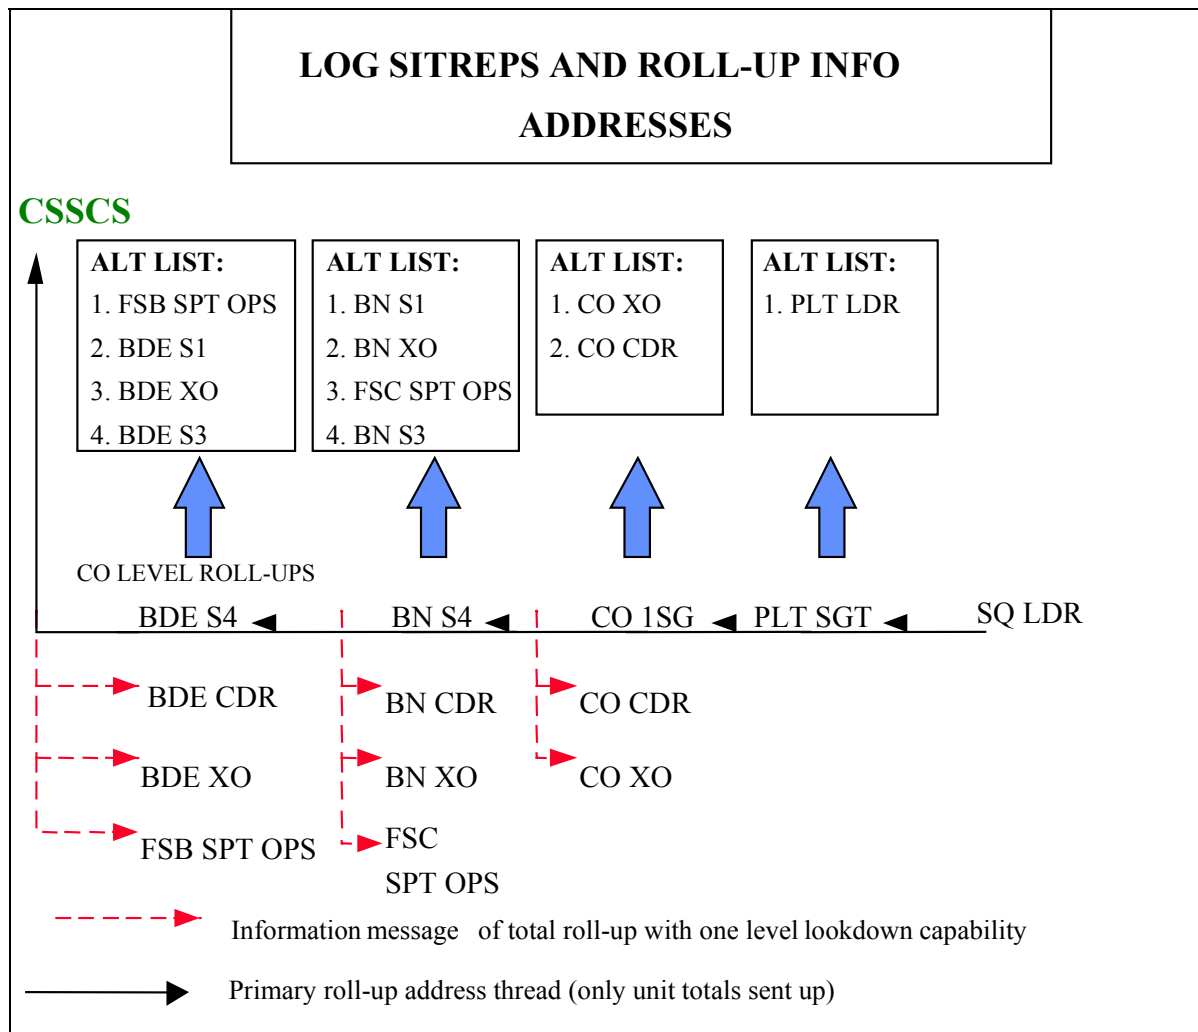 LOG SITREPS AND ROLL-UP INFO
ADDRESSES
CSSCS
ALT LIST:
1. FSB SPT OPS
2. BDE S1
3. BDE XO
4. BDE S3
ALT LIST:
1. BN S1
2. BN XO
3. FSC SPT OPS
4. BN S3
ALT LIST:
1. CO XO
2. CO CDR
ALT LIST:
1. PLT LDR
CO LEVEL ROLL-UPS
BDE S4
BN S4
CO 1SG
PLT SGT
SQ LDR
BDE CDR
BN CDR
CO CDR
BDE XO
BN XO
CO XO
FSB SPT OPS
FSC
SPT OPS
Information message of total roll-up with one level lookdown capability
Primary roll-up address thread (only unit totals sent up)